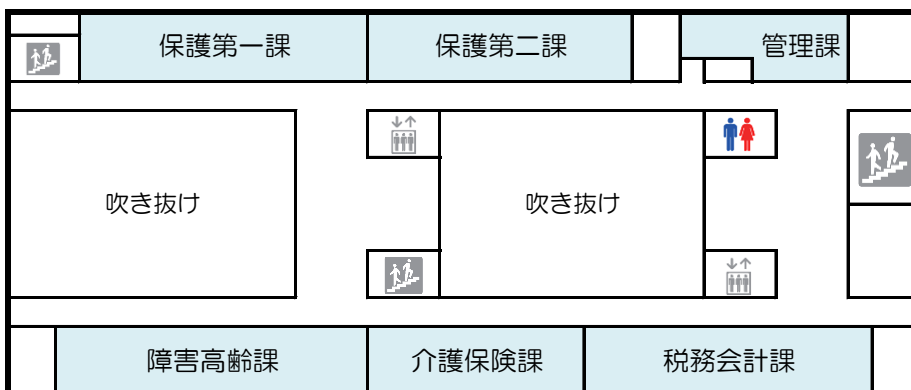 保護第一課
保護第二課
管理課
吹き抜け
吹き抜け
障害高齢課
介護保険課
税務会計課